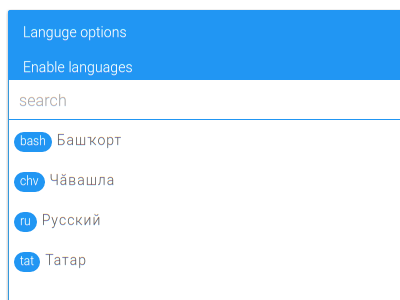 Languge options
Enable languages
search
bash Башҡорт
chv Чӑвашла
ru Русский
tat Татар